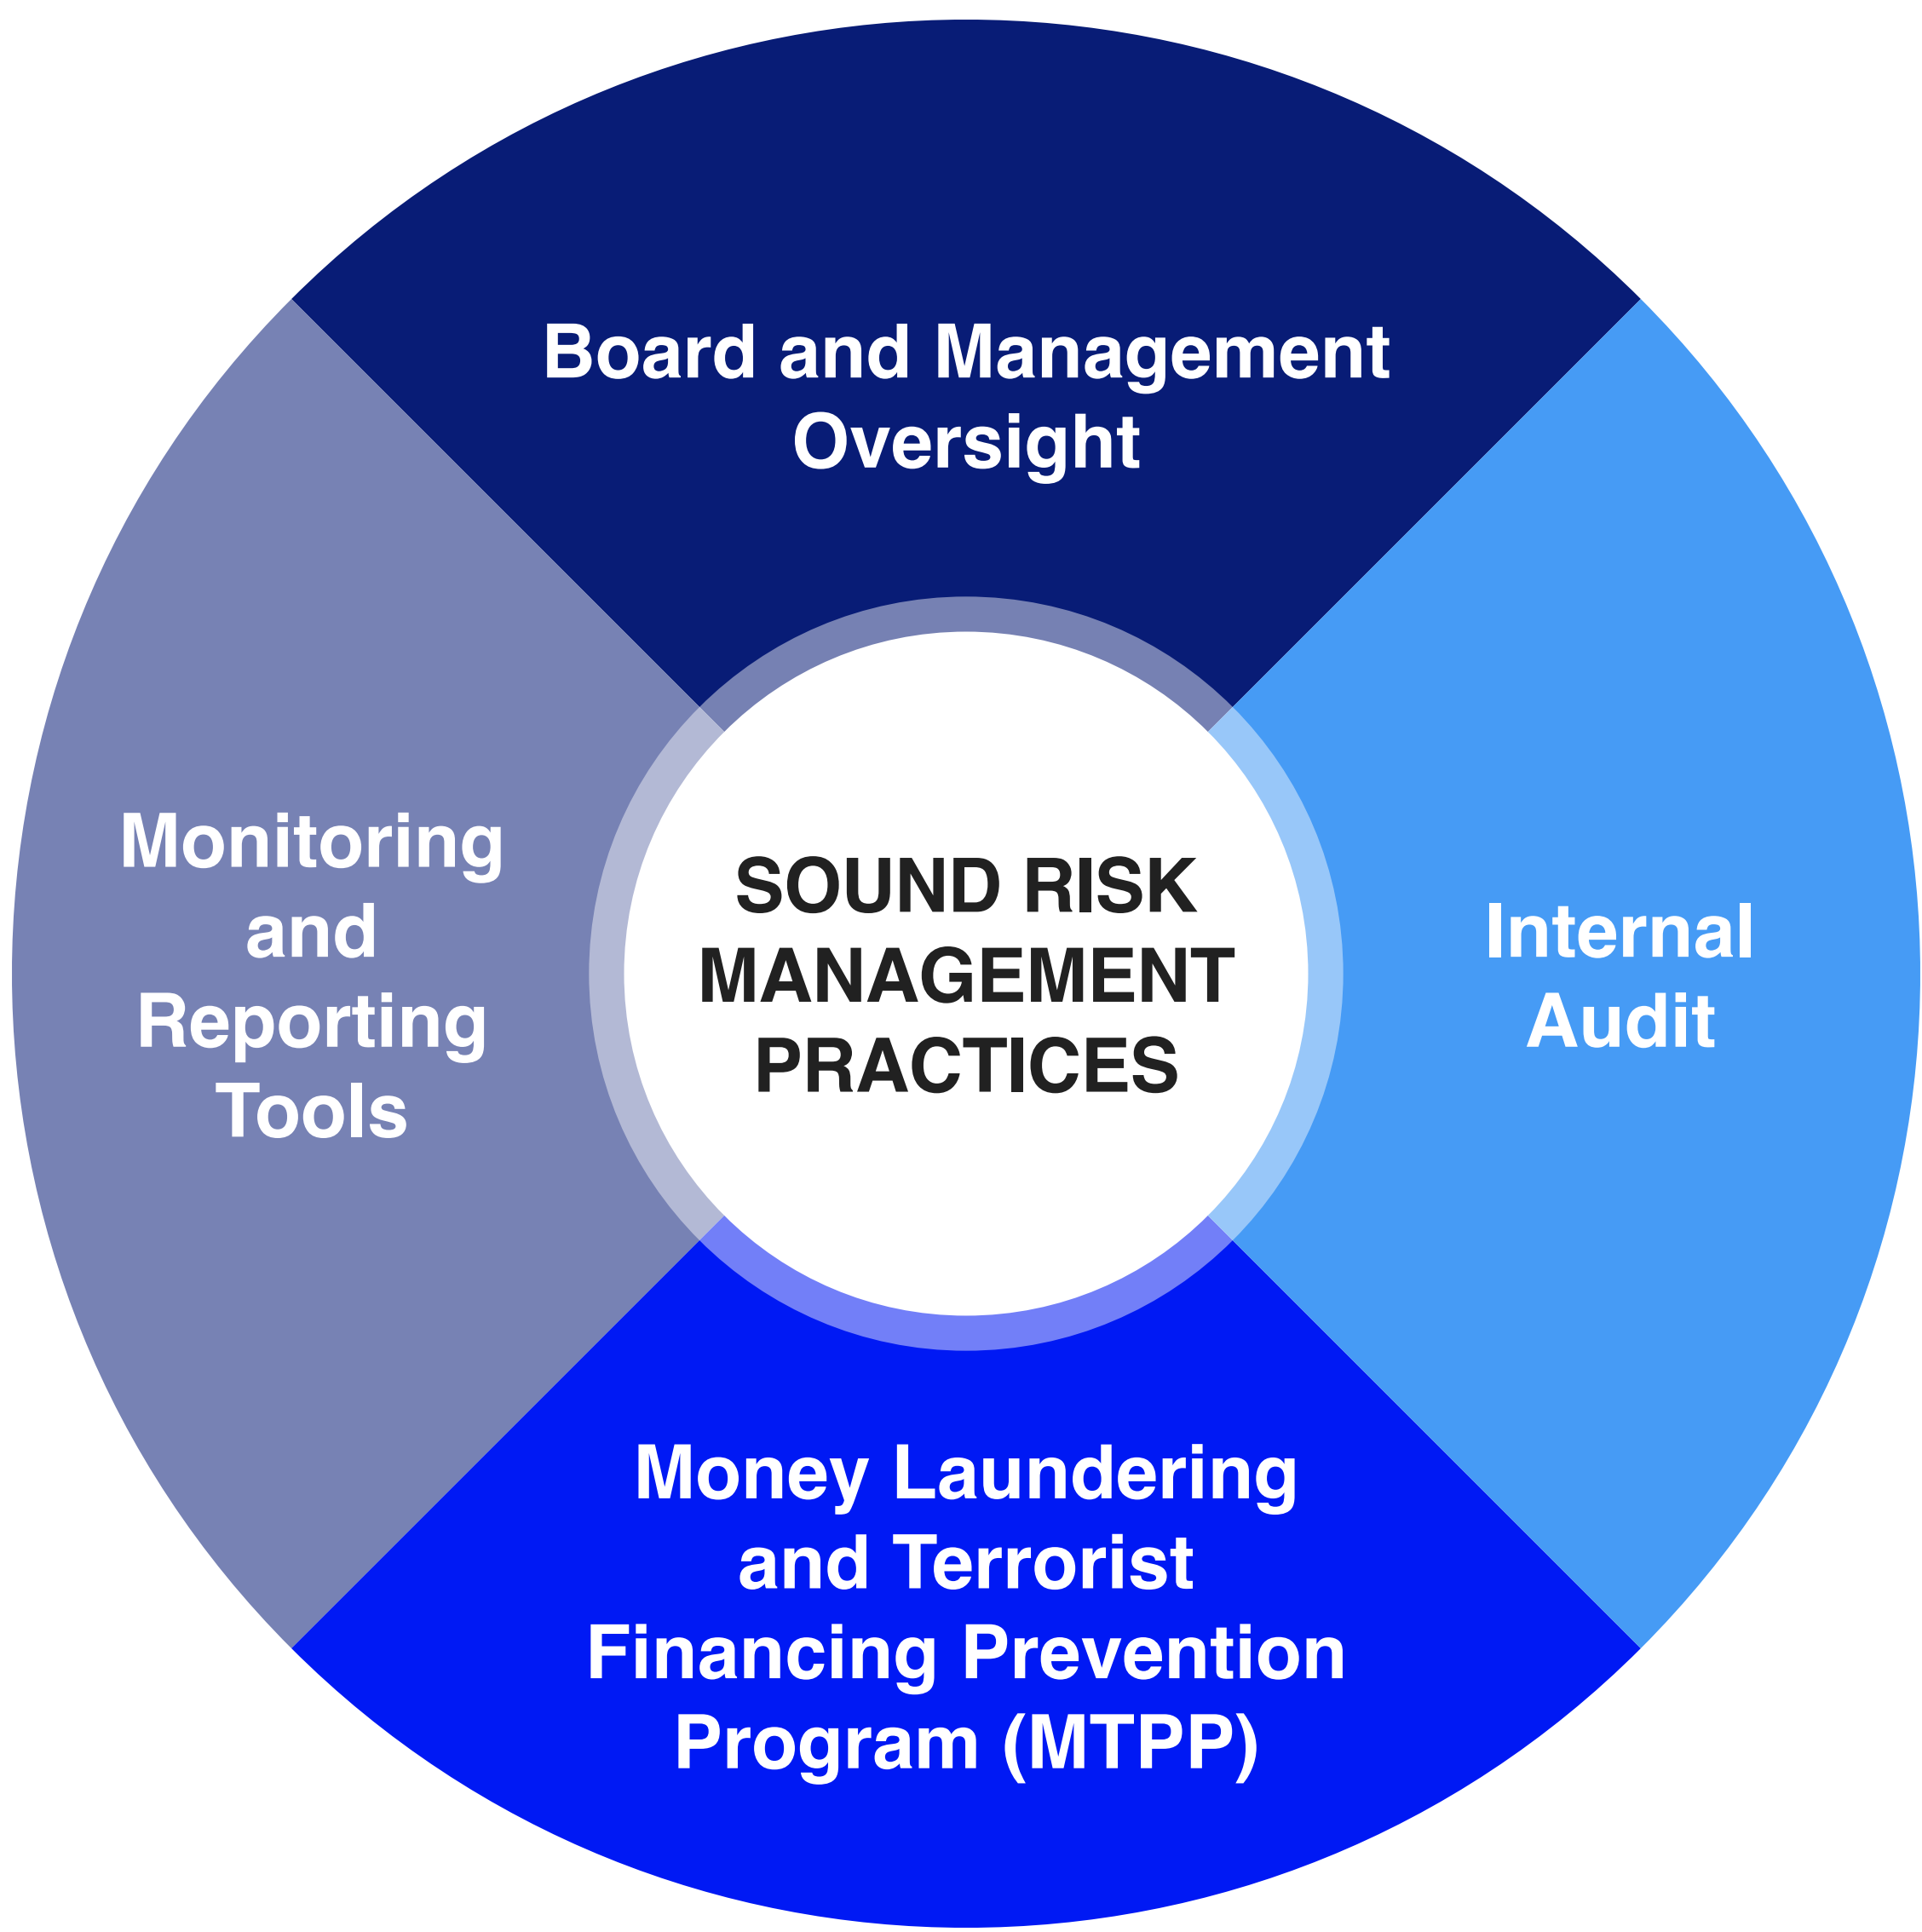 Board and Management
Oversight
Monitoring
and
Reporting
Tools
SOUND RISK
MANAGEMENT
PRACTICES
Internal
Audit
Money Laundering
and Terrorist
Financing Prevention
Program (MTPP)